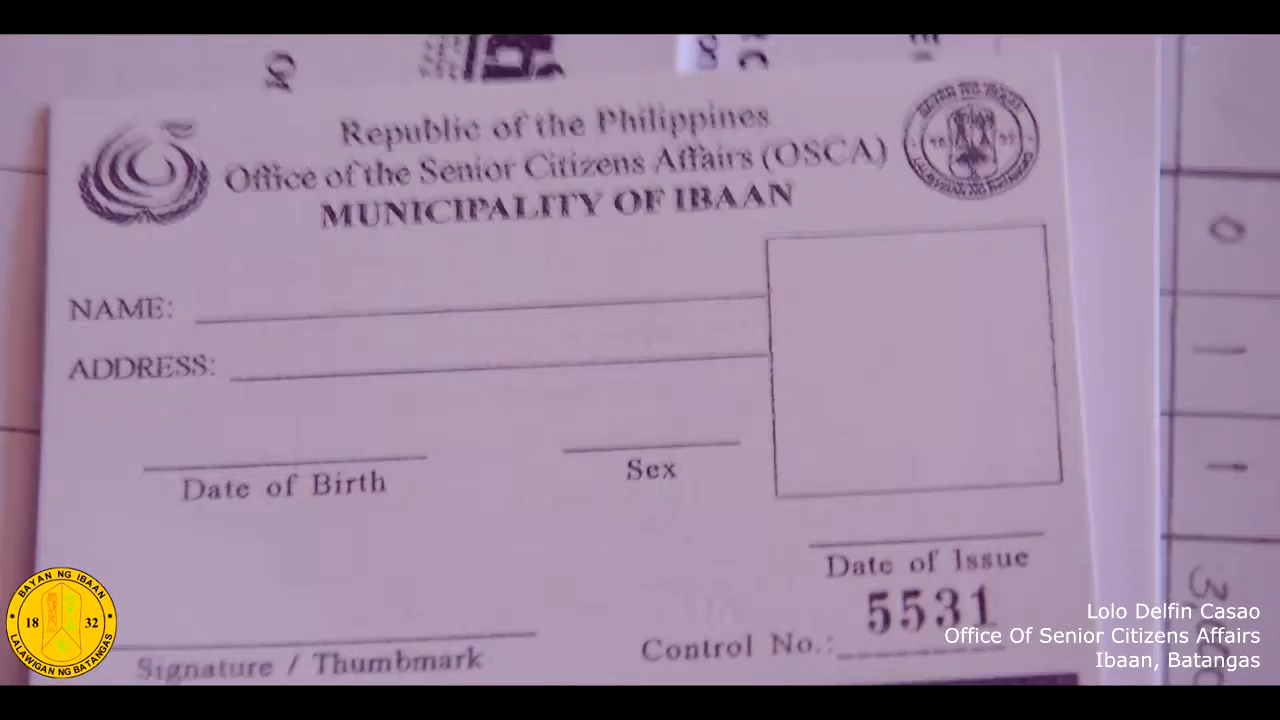 Republic of the Philippines
Office of the Senior Citizens Affairs (OSCA)
MUNICIPALITY OF IBAAN
NAME:
ADDRESS:
Date of Birth
Sex
Date of Issue
5531
Control No.:
Signature / Thumbmark
BAYAN NG IBAAN
18 32
LALAWIGAN NG BATANGAS
Lolo Delfin Casao
Office Of Senior Citizens Affairs
Ibaan, Batangas